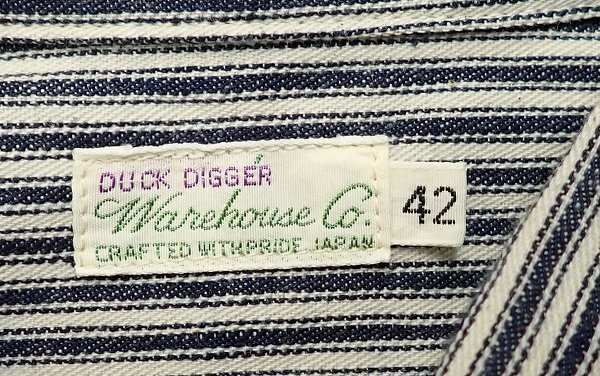 DUCK DIGGER
Warehouse Co.
CRAFTED WITH PRIDE JAPAN
42